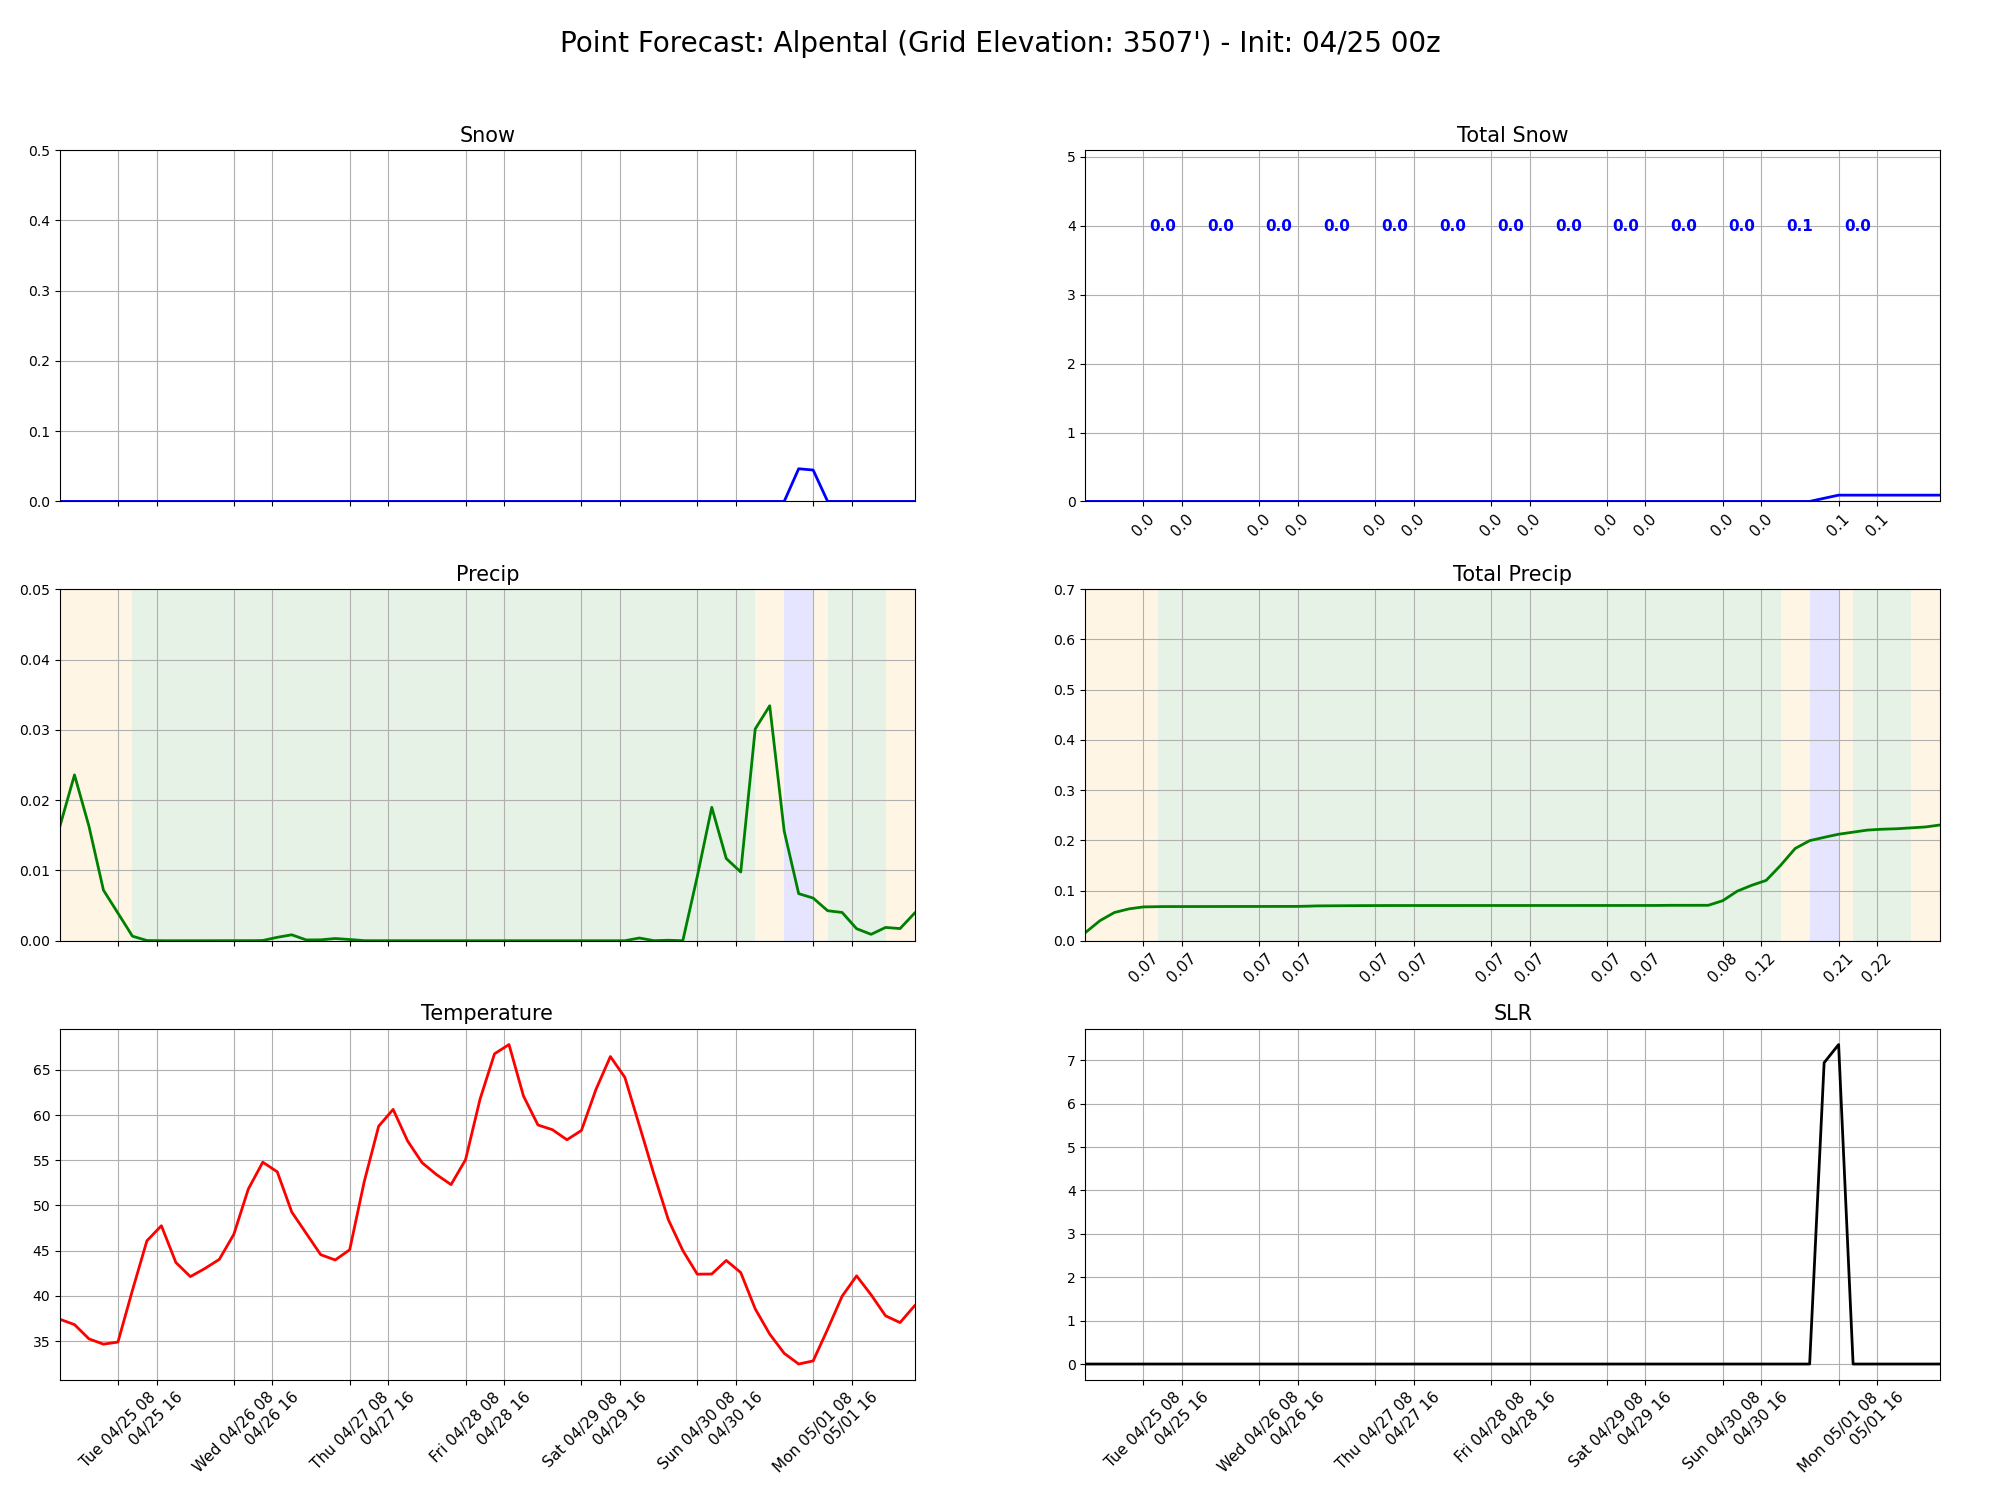 Point Forecast: Alpental (Grid Elevation: 3507') - Init: 04/25 00z
Snow
0.5
0.4
0.3
0.2
0.1
0.0
Total Snow
5
4
3
2
1
0
0.0 0.0 0.0 0.0 0.0 0.0 0.0 0.0 0.0 0.0 0.0 0.1 0.0
0.0 0.0 0.0 0.0 0.0 0.0 0.0 0.0 0.0 0.0 0.0 0.0 0.1 0.1
Precip
0.05
0.04
0.03
0.02
0.01
0.00
Total Precip
0.7
0.6
0.5
0.4
0.3
0.2
0.1
0.0
0.07 0.07 0.07 0.07 0.07 0.07 0.07 0.07 0.07 0.07 0.08 0.12 0.21 0.22
Temperature
65
60
55
50
45
40
35
Tue 04/25 08
04/25 16
Wed 04/26 08
04/26 16
Thu 04/27 08
04/27 16
Fri 04/28 08
04/28 16
Sat 04/29 08
04/29 16
Sun 04/30 08
04/30 16
Mon 05/01 08
05/01 16
SLR
7
6
5
4
3
2
1
0
Tue 04/25 08
04/25 16
Wed 04/26 08
04/26 16
Thu 04/27 08
04/27 16
Fri 04/28 08
04/28 16
Sat 04/29 08
04/29 16
Sun 04/30 08
04/30 16
Mon 05/01 08
05/01 16